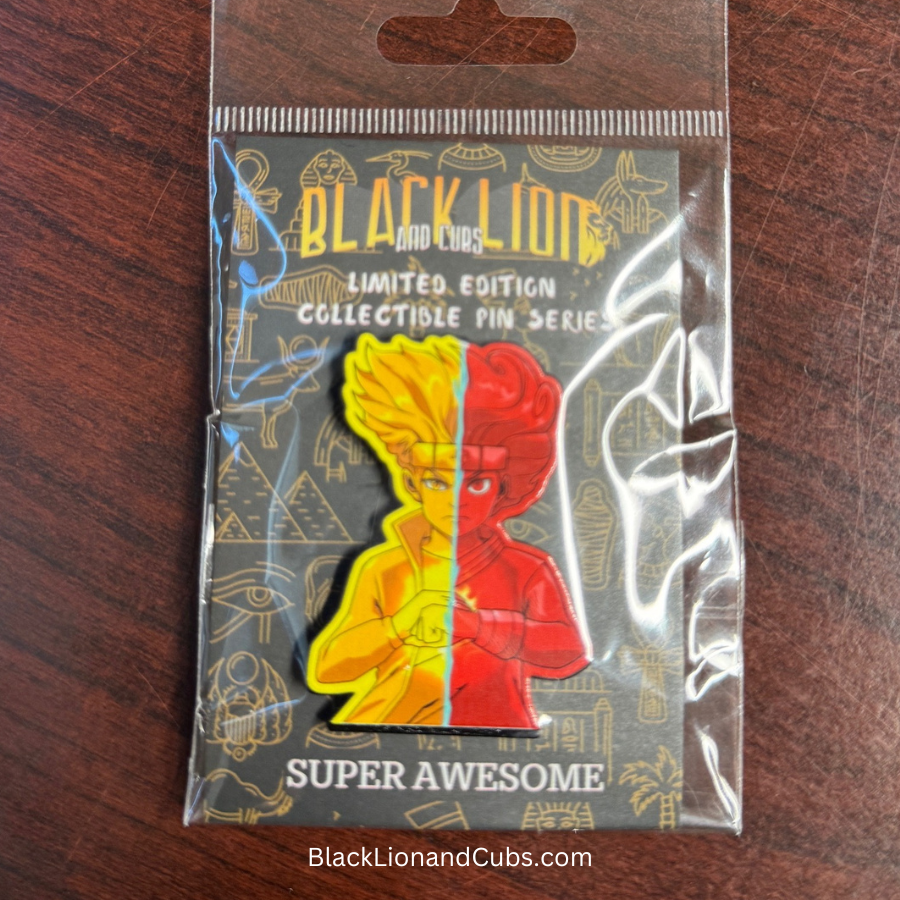 BLACK LION
AND CUBS
LIMITED EDITION
COLLECTIBLE PIN SERIES
SUPER AWESOME
BlackLionandCubs.com